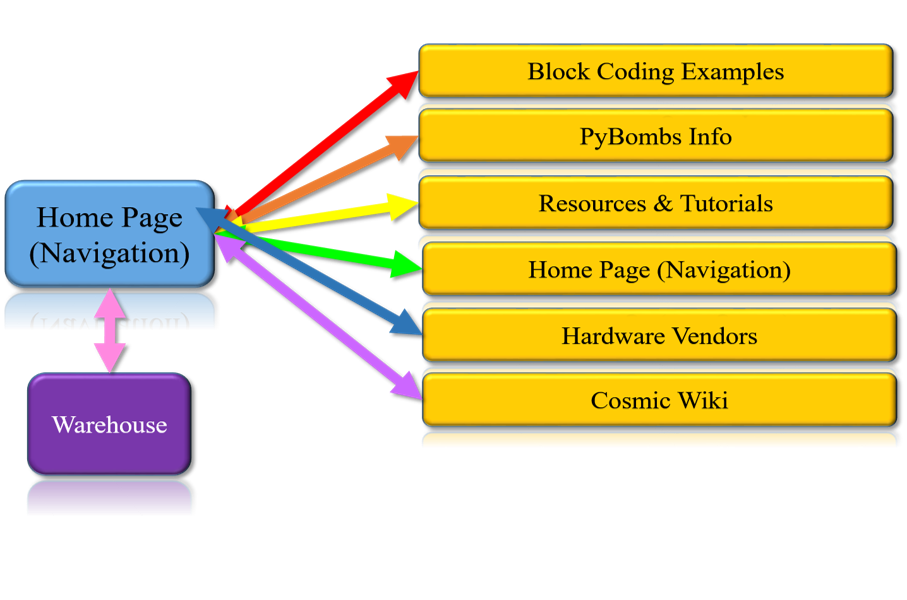 Home Page
(Navigation)
Warehouse
Block Coding Examples
PyBombs Info
Resources & Tutorials
Home Page (Navigation)
Hardware Vendors
Cosmic Wiki